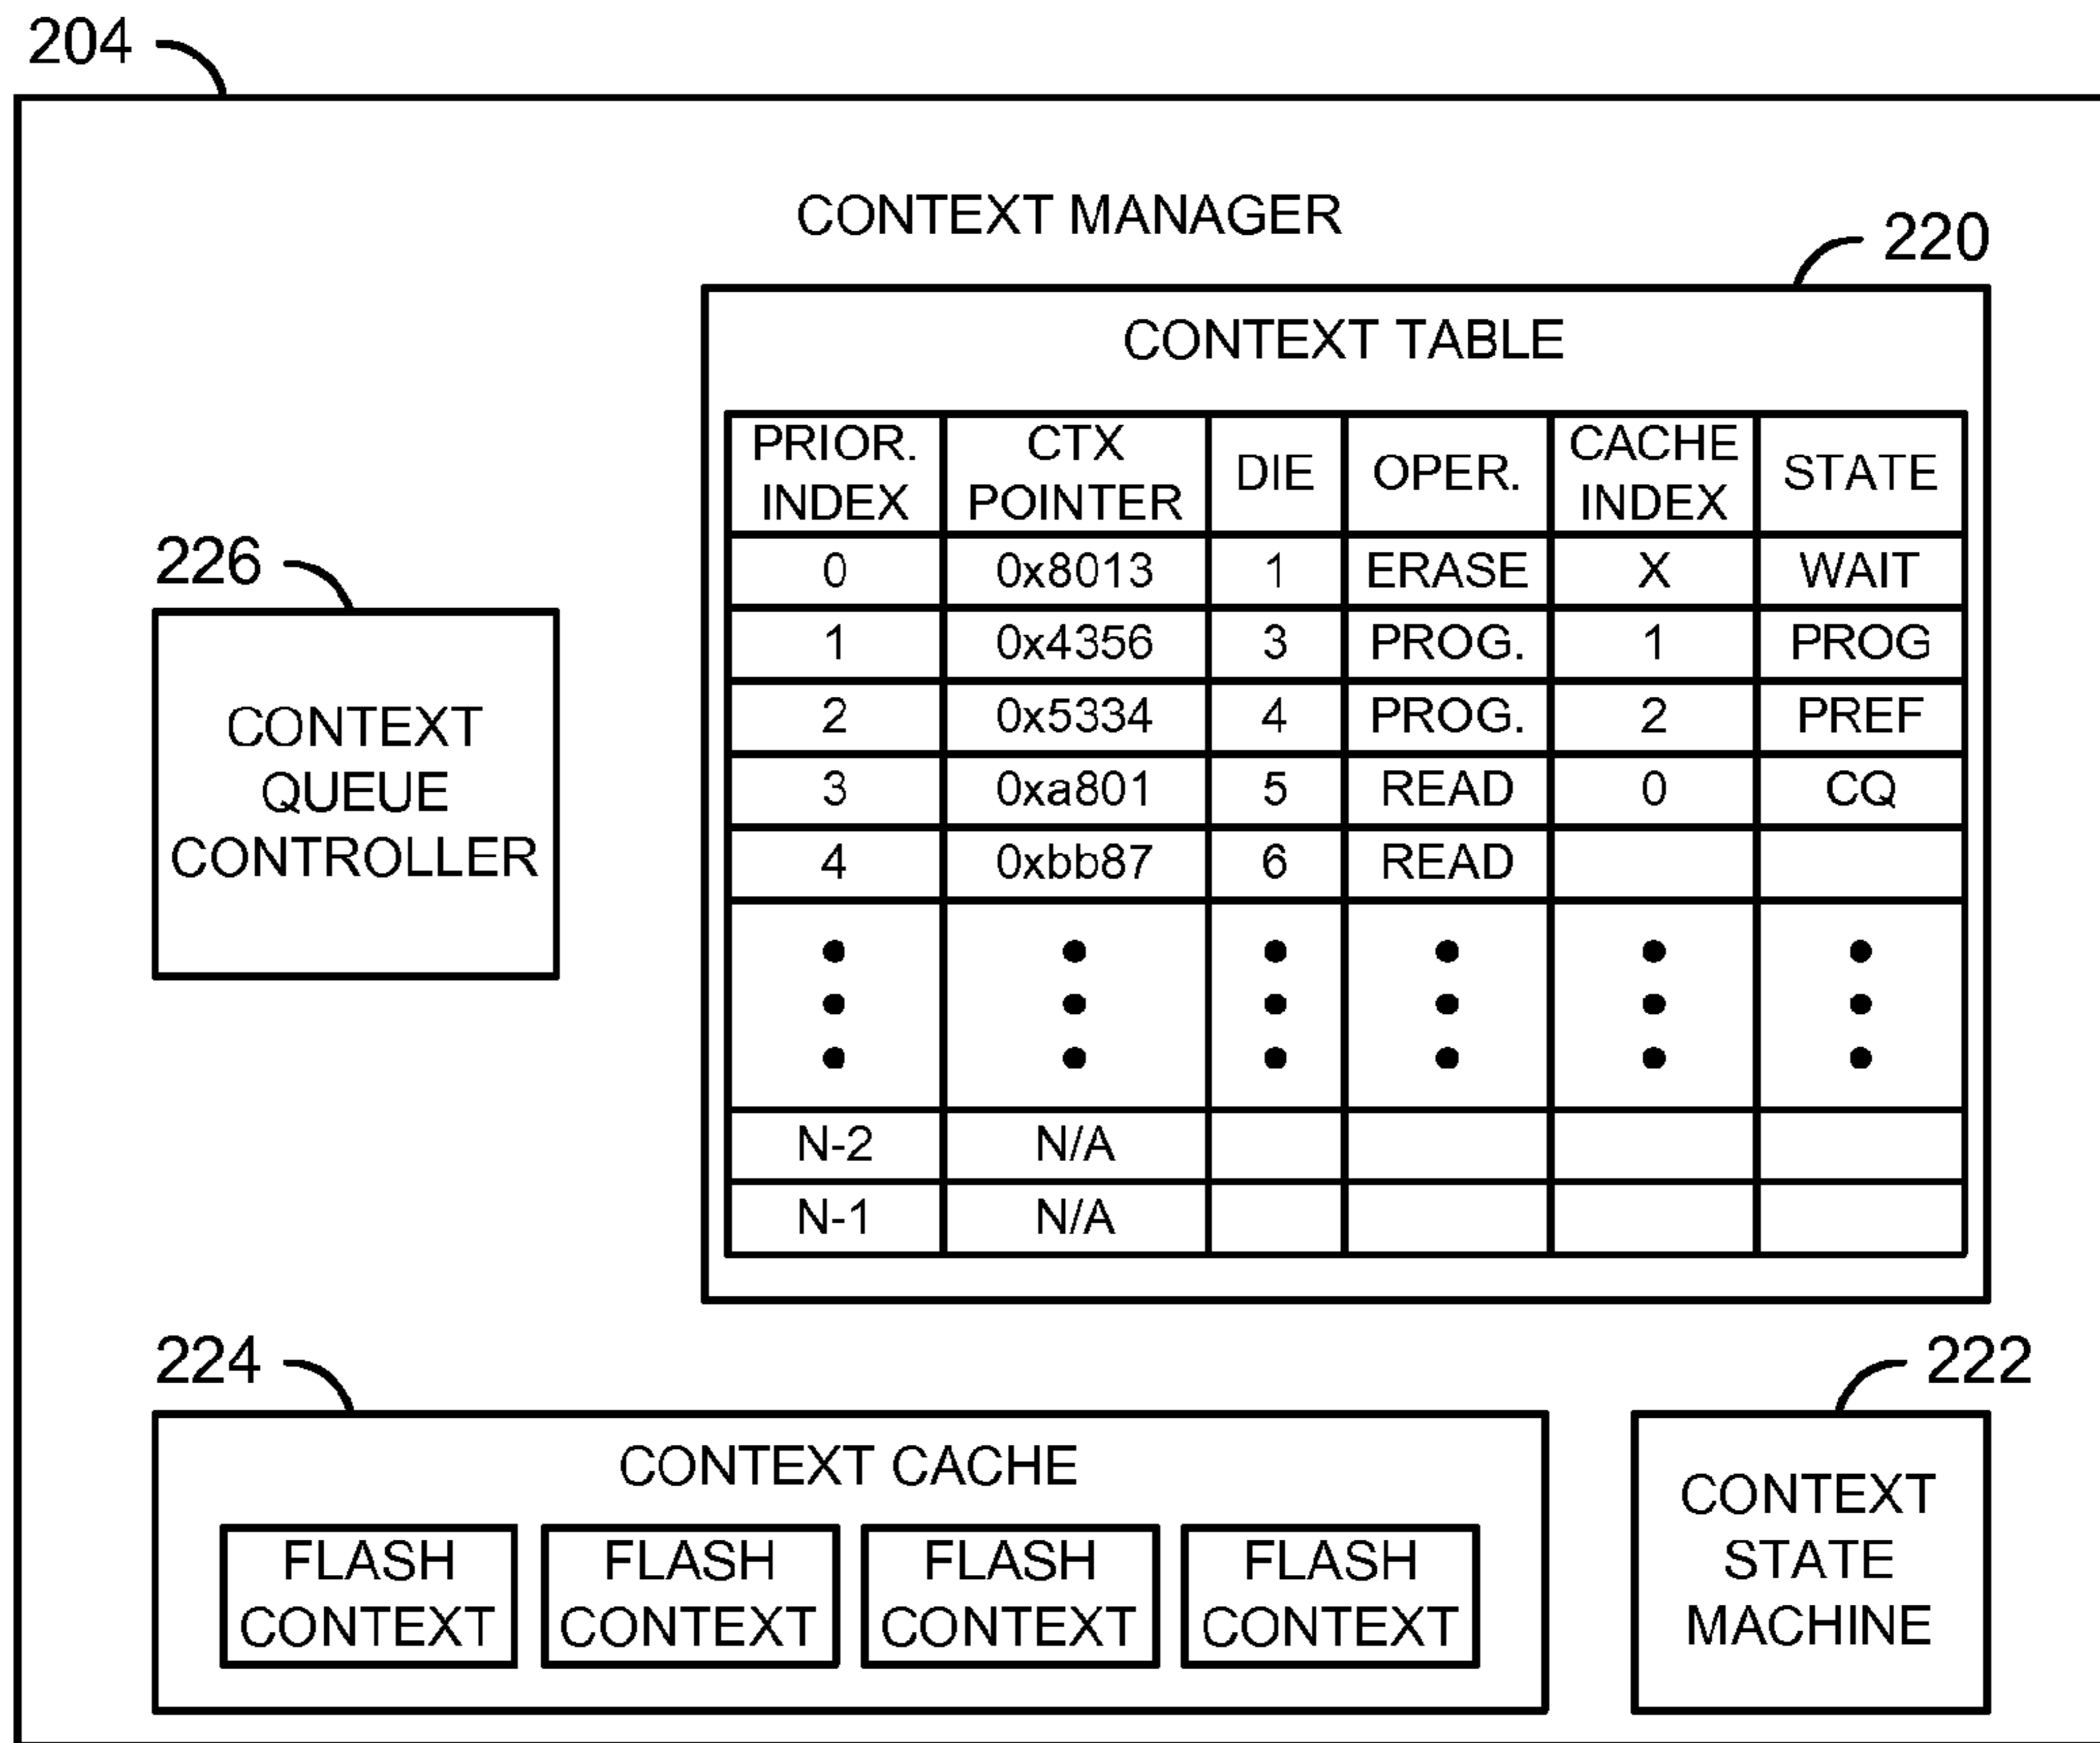 204
CONTEXT MANAGER
220
CONTEXT TABLE
PRIOR. INDEX CTX POINTER DIE OPER. CACHE INDEX STATE
0 0x8013 1 ERASE X WAIT
1 0x4356 3 PROG. 1 PROG
2 0x5334 4 PROG. 2 PREF
3 0xa801 5 READ 0 CQ
4 0xbb87 6 READ
N-2 N/A
N-1 N/A
226
CONTEXT
QUEUE
CONTROLLER
224
CONTEXT CACHE
FLASH CONTEXT
FLASH CONTEXT
FLASH CONTEXT
FLASH CONTEXT
222
CONTEXT
STATE
MACHINE